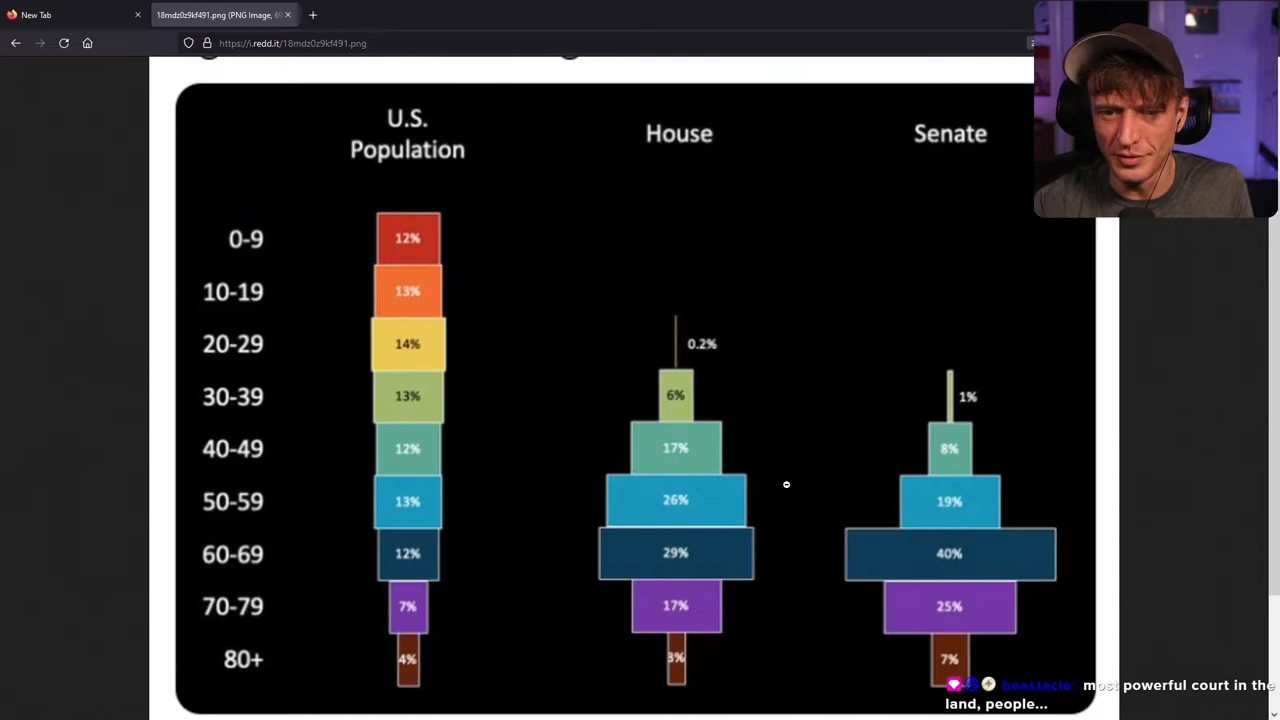 New Tab
18mdz0z9kf491.png (PNG Image, 69
https://i.redd.it/18mdz0z9kf491.png
U.S.
Population
House
Senate
0-9 12%
10-19 13%
20-29 14% 0.2%
30-39 13% 6% 1%
40-49 12% 17% 8%
50-59 13% 26% 19%
60-69 12% 29% 40%
70-79 7% 17% 25%
80+ 4% 3% 7%
beastacio: most powerful court in the
land, people...